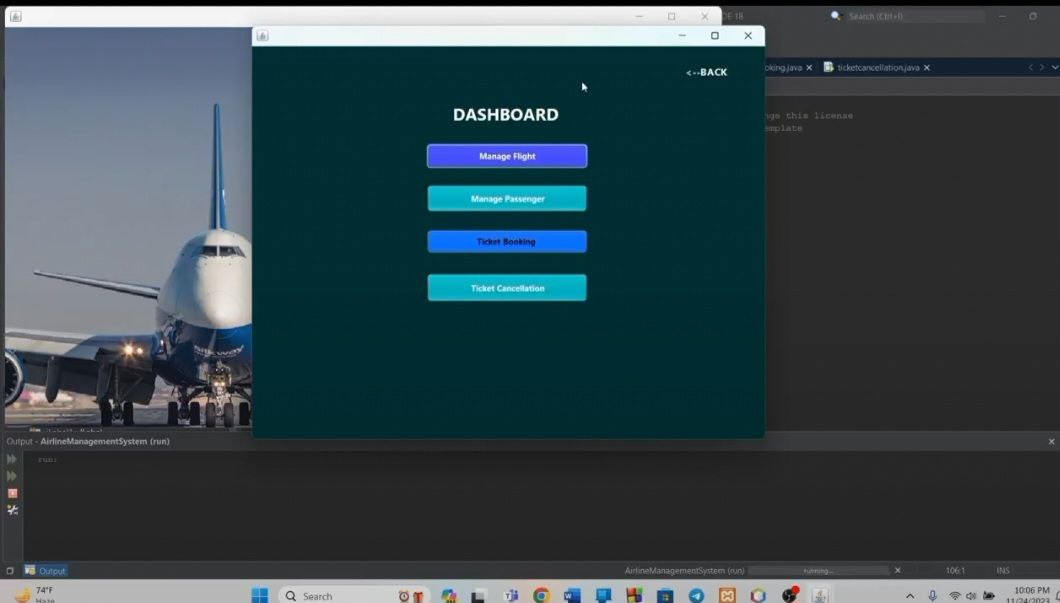 DE 18
Search (Ctrl+I)
<--BACK
oking.java
ticketcancellation.java
DASHBOARD
nge this license
emplate
Manage Flight
Manage Passenger
Ticket Booking
Ticket Cancellation
Output - AirlineManagementSystem (run)
run:
Output
AirlineManagementSystem (run)
running...
106:1
INS
74°F
Haze
Search
10:06 PM
11/24/2023